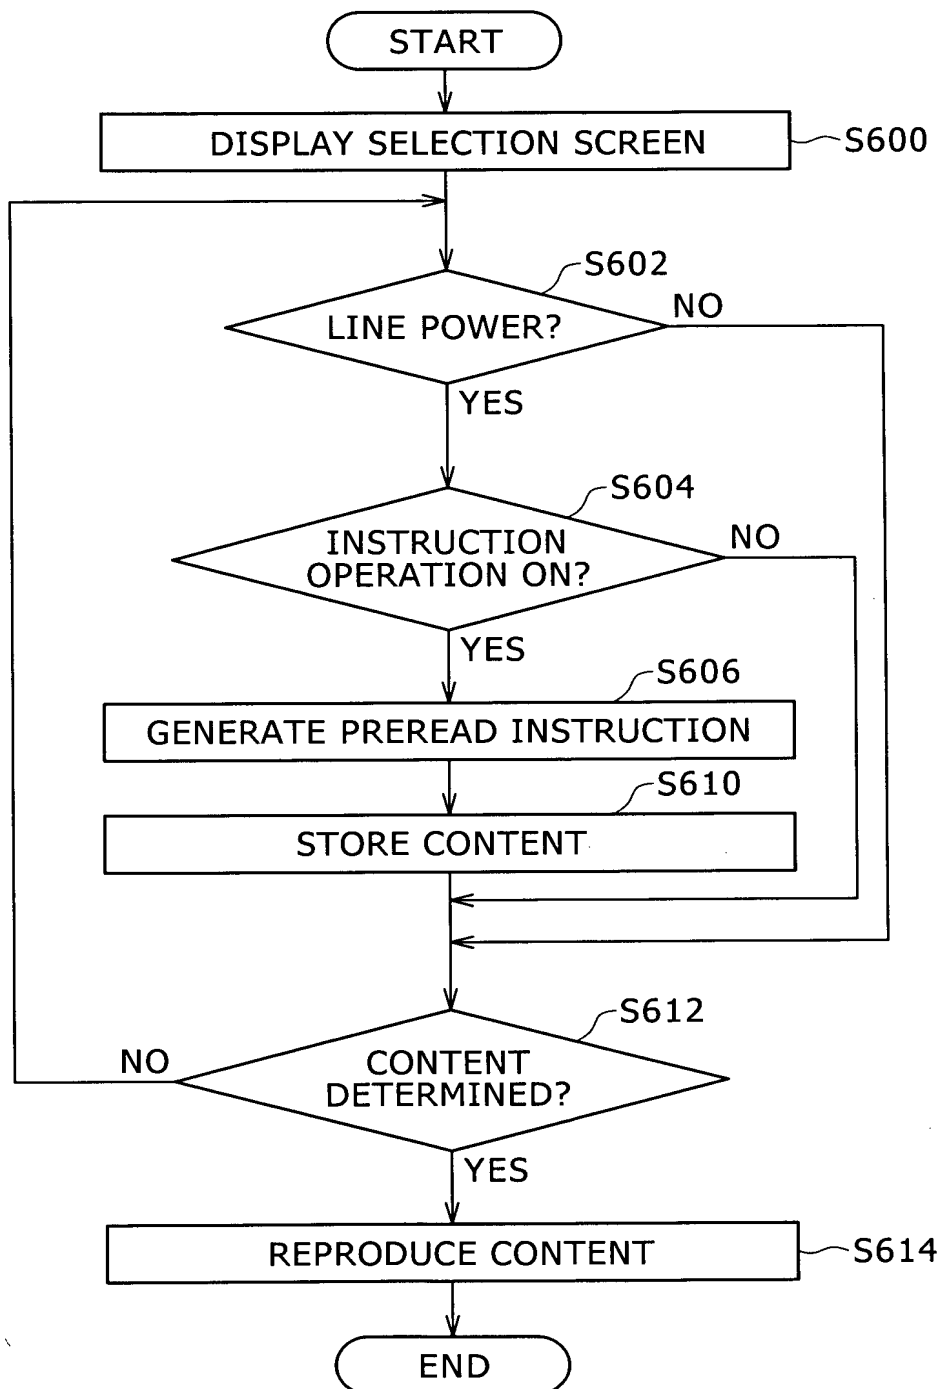 START
DISPLAY SELECTION SCREEN
S600
S602
LINE POWER?
NO
YES
S604
INSTRUCTION
OPERATION ON?
NO
YES
S606
GENERATE PREREAD INSTRUCTION
S610
STORE CONTENT
S612
NO
CONTENT
DETERMINED?
YES
REPRODUCE CONTENT
S614
END